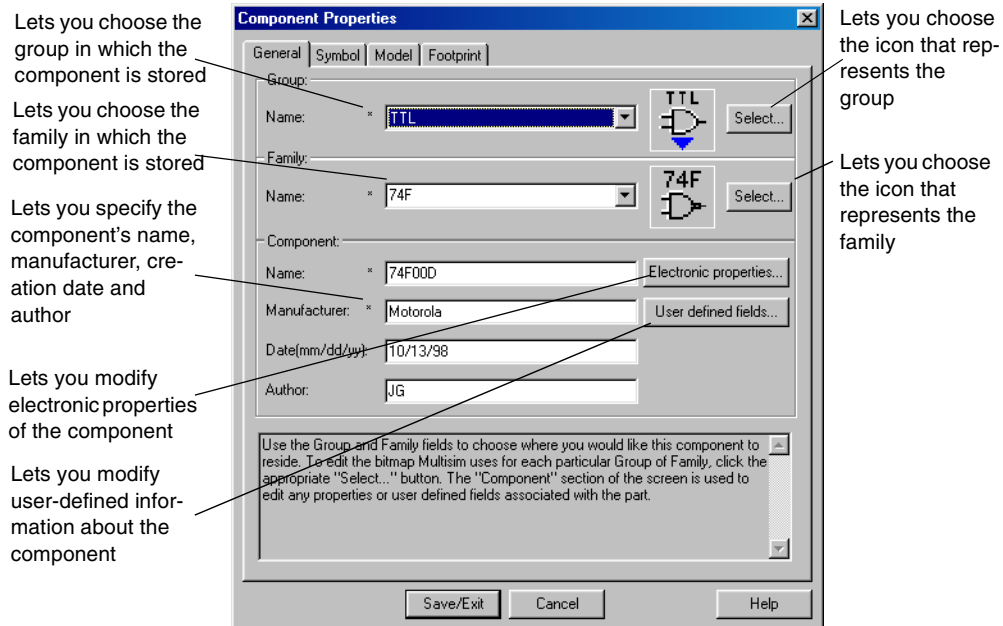 Lets you choose the
group in which the
component is stored
Lets you choose the
family in which the
component is stored
Lets you specify the
component's name,
manufacturer, cre-
ation date and
author
Lets you modify
electronic properties
of the component
Lets you modify
user-defined infor-
mation about the
component
Component Properties
General Symbol Model Footprint
Group:
Name: * TTL
TTL
Select...
Family:
Name: * 74F
74F
Select...
Component:
Name: * 74F00D
Electronic properties...
Manufacturer: * Motorola
User defined fields...
Date(mm/dd/yy): 10/13/98
Author: JG
Use the Group and Family fields to choose where you would like this component to
reside. To edit the bitmap Multisim uses for each particular Group of Family, click the
appropriate "Select..." button. The "Component" section of the screen is used to
edit any properties or user defined fields associated with the part.
Save/Exit Cancel Help
Lets you choose
the icon that rep-
resents the
group
Lets you choose
the icon that
represents the
family